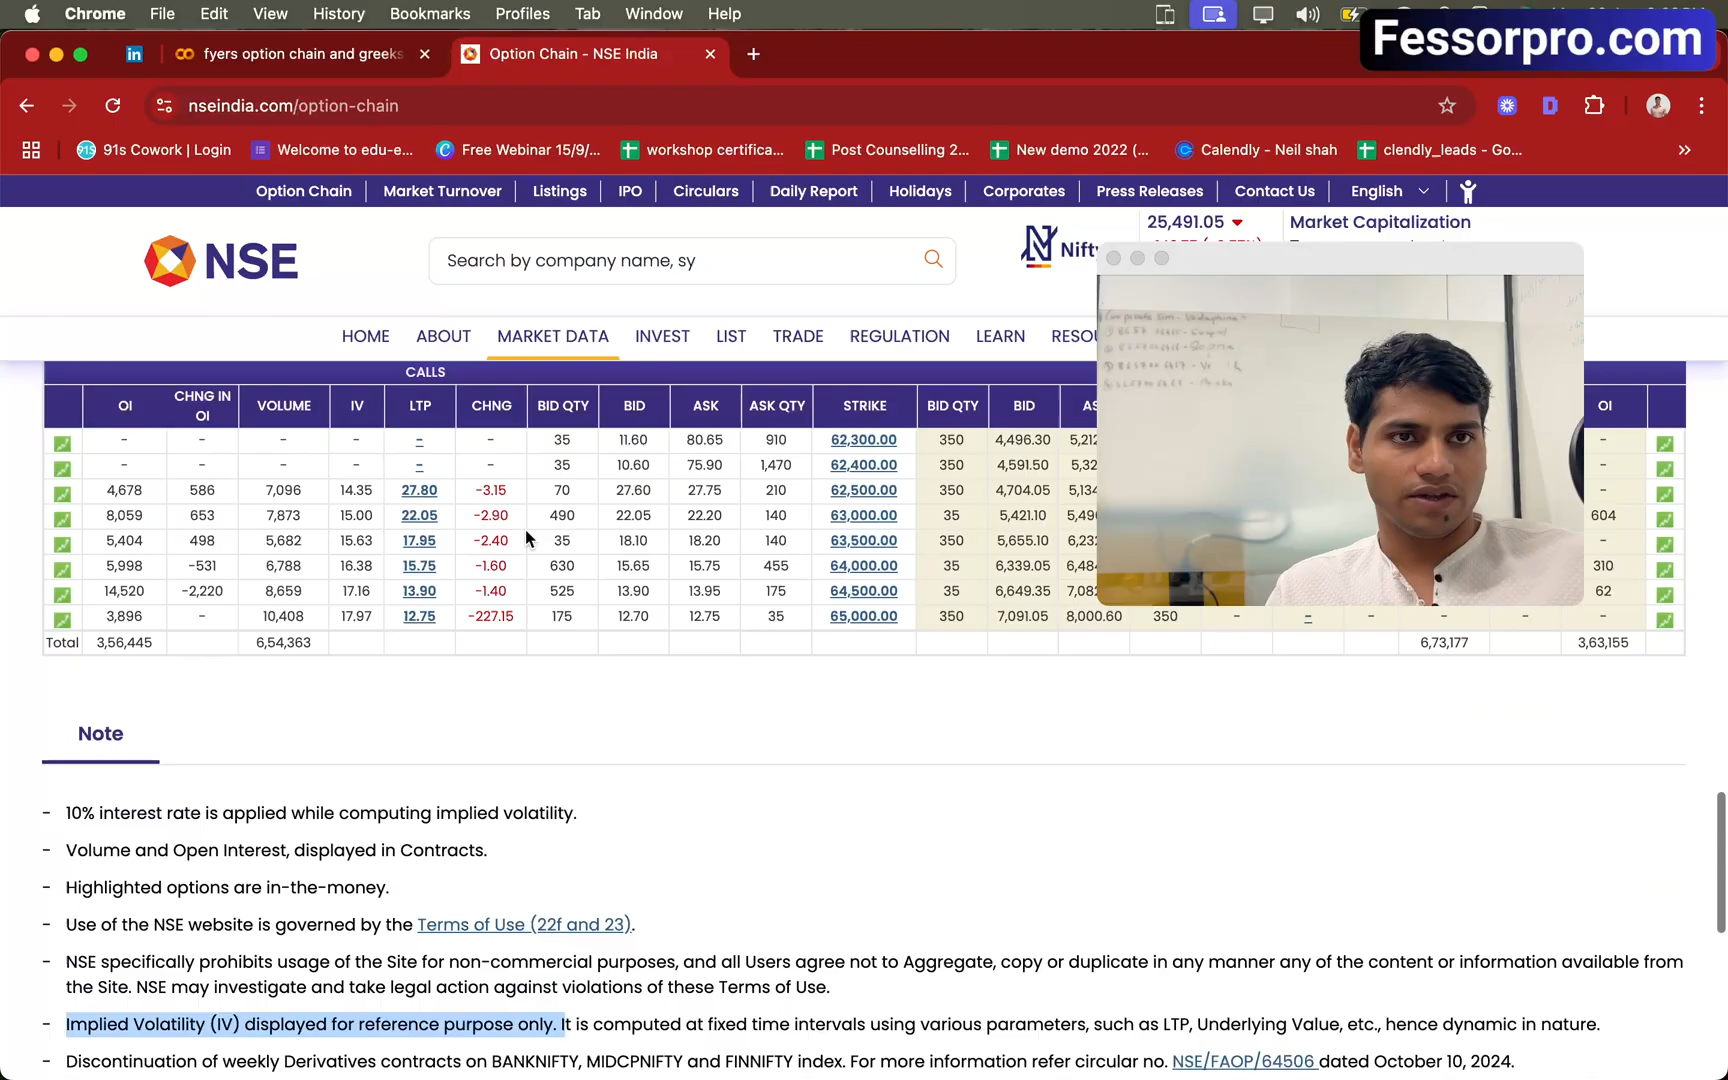 Chrome File Edit View History Bookmarks Profiles Tab Window Help
Fessorpro.com
fyers option chain and greeks
Option Chain - NSE India
nseindia.com/option-chain
91s Cowork | Login Welcome to edu-e... Free Webinar 15/9/... workshop certifica... Post Counselling 2... New demo 2022 (... Calendly - Neil shah clendly_leads - Go...
Option Chain Market Turnover Listings IPO Circulars Daily Report Holidays Corporates Press Releases Contact Us English
25,491.05 Market Capitalization
NSE Search by company name, sy Nifty
HOME ABOUT MARKET DATA INVEST LIST TRADE REGULATION LEARN RESOU
CALLS
OI CHNG IN OI VOLUME IV LTP CHNG BID QTY BID ASK ASK QTY STRIKE BID QTY BID AS OI
- - - - - - 35 11.60 80.65 910 62,300.00 350 4,496.30 5,212 -
- - - - - - 35 10.60 75.90 1,470 62,400.00 350 4,591.50 5,32 -
4,678 586 7,096 14.35 27.80 -3.15 70 27.60 27.75 210 62,500.00 350 4,704.05 5,134 -
8,059 653 7,873 15.00 22.05 -2.90 490 22.05 22.20 140 63,000.00 35 5,421.10 5,49 604
5,404 498 5,682 15.63 17.95 -2.40 35 18.10 18.20 140 63,500.00 350 5,655.10 6,23 -
5,998 -531 6,788 16.38 15.75 -1.60 630 15.65 15.75 455 64,000.00 35 6,339.05 6,484 310
14,520 -2,220 8,659 17.16 13.90 -1.40 525 13.90 13.95 175 64,500.00 35 6,649.35 7,082 62
3,896 - 10,408 17.97 12.75 -227.15 175 12.70 12.75 35 65,000.00 350 7,091.05 8,000.60 350 - - - - - -
Total 3,56,445 6,54,363 6,73,177 3,63,155
Note
- 10% interest rate is applied while computing implied volatility.
- Volume and Open Interest, displayed in Contracts.
- Highlighted options are in-the-money.
- Use of the NSE website is governed by the Terms of Use (22f and 23).
- NSE specifically prohibits usage of the Site for non-commercial purposes, and all Users agree not to Aggregate, copy or duplicate in any manner any of the content or information available from
the Site. NSE may investigate and take legal action against violations of these Terms of Use.
- Implied Volatility (IV) displayed for reference purpose only. It is computed at fixed time intervals using various parameters, such as LTP, Underlying Value, etc., hence dynamic in nature.
- Discontinuation of weekly Derivatives contracts on BANKNIFTY, MIDCPNIFTY and FINNIFTY index. For more information refer circular no. NSE/FAOP/64506 dated October 10, 2024.